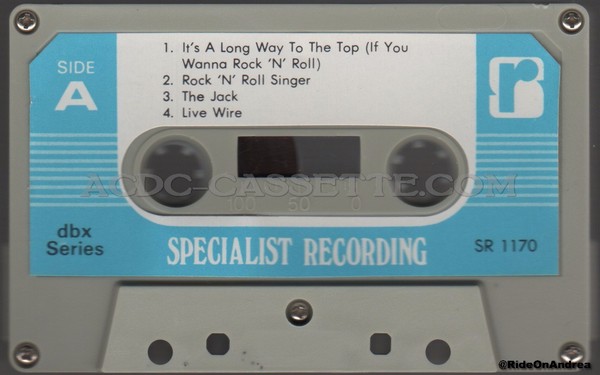 1. It's A Long Way To The Top (If You
Wanna Rock 'N' Roll)
2. Rock 'N' Roll Singer
3. The Jack
4. Live Wire
SIDE
A
r
ACDC-CASSETTE.COM
100 50 0
dbx
Series
SPECIALIST RECORDING
SR 1170
@RideOnAndrea